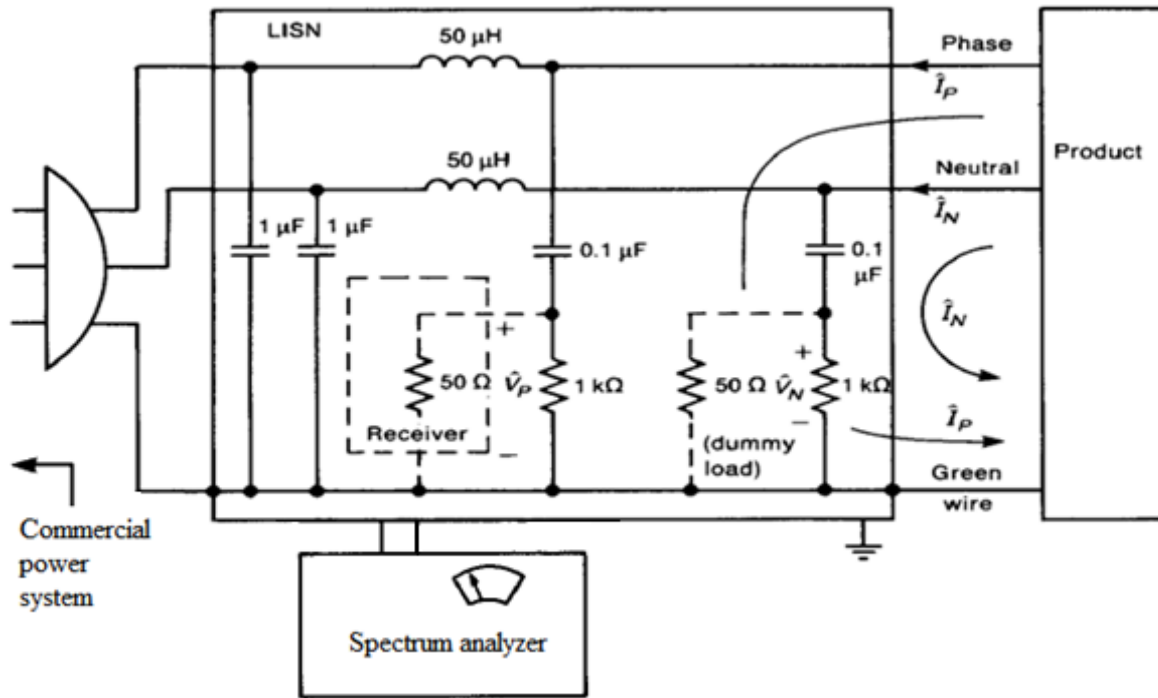 LISN
50 μH
Phase
Î_P
50 μH
Neutral
Product
Î_N
1 μF
1 μF
0.1 μF
0.1
μF
Î_N
+
+
50 Ω
V̂_P
1 kΩ
50 Ω
V̂_N
1 kΩ
Receiver
−
−
Î_P
(dummy
load)
Green
wire
Commercial
power
system
Spectrum analyzer